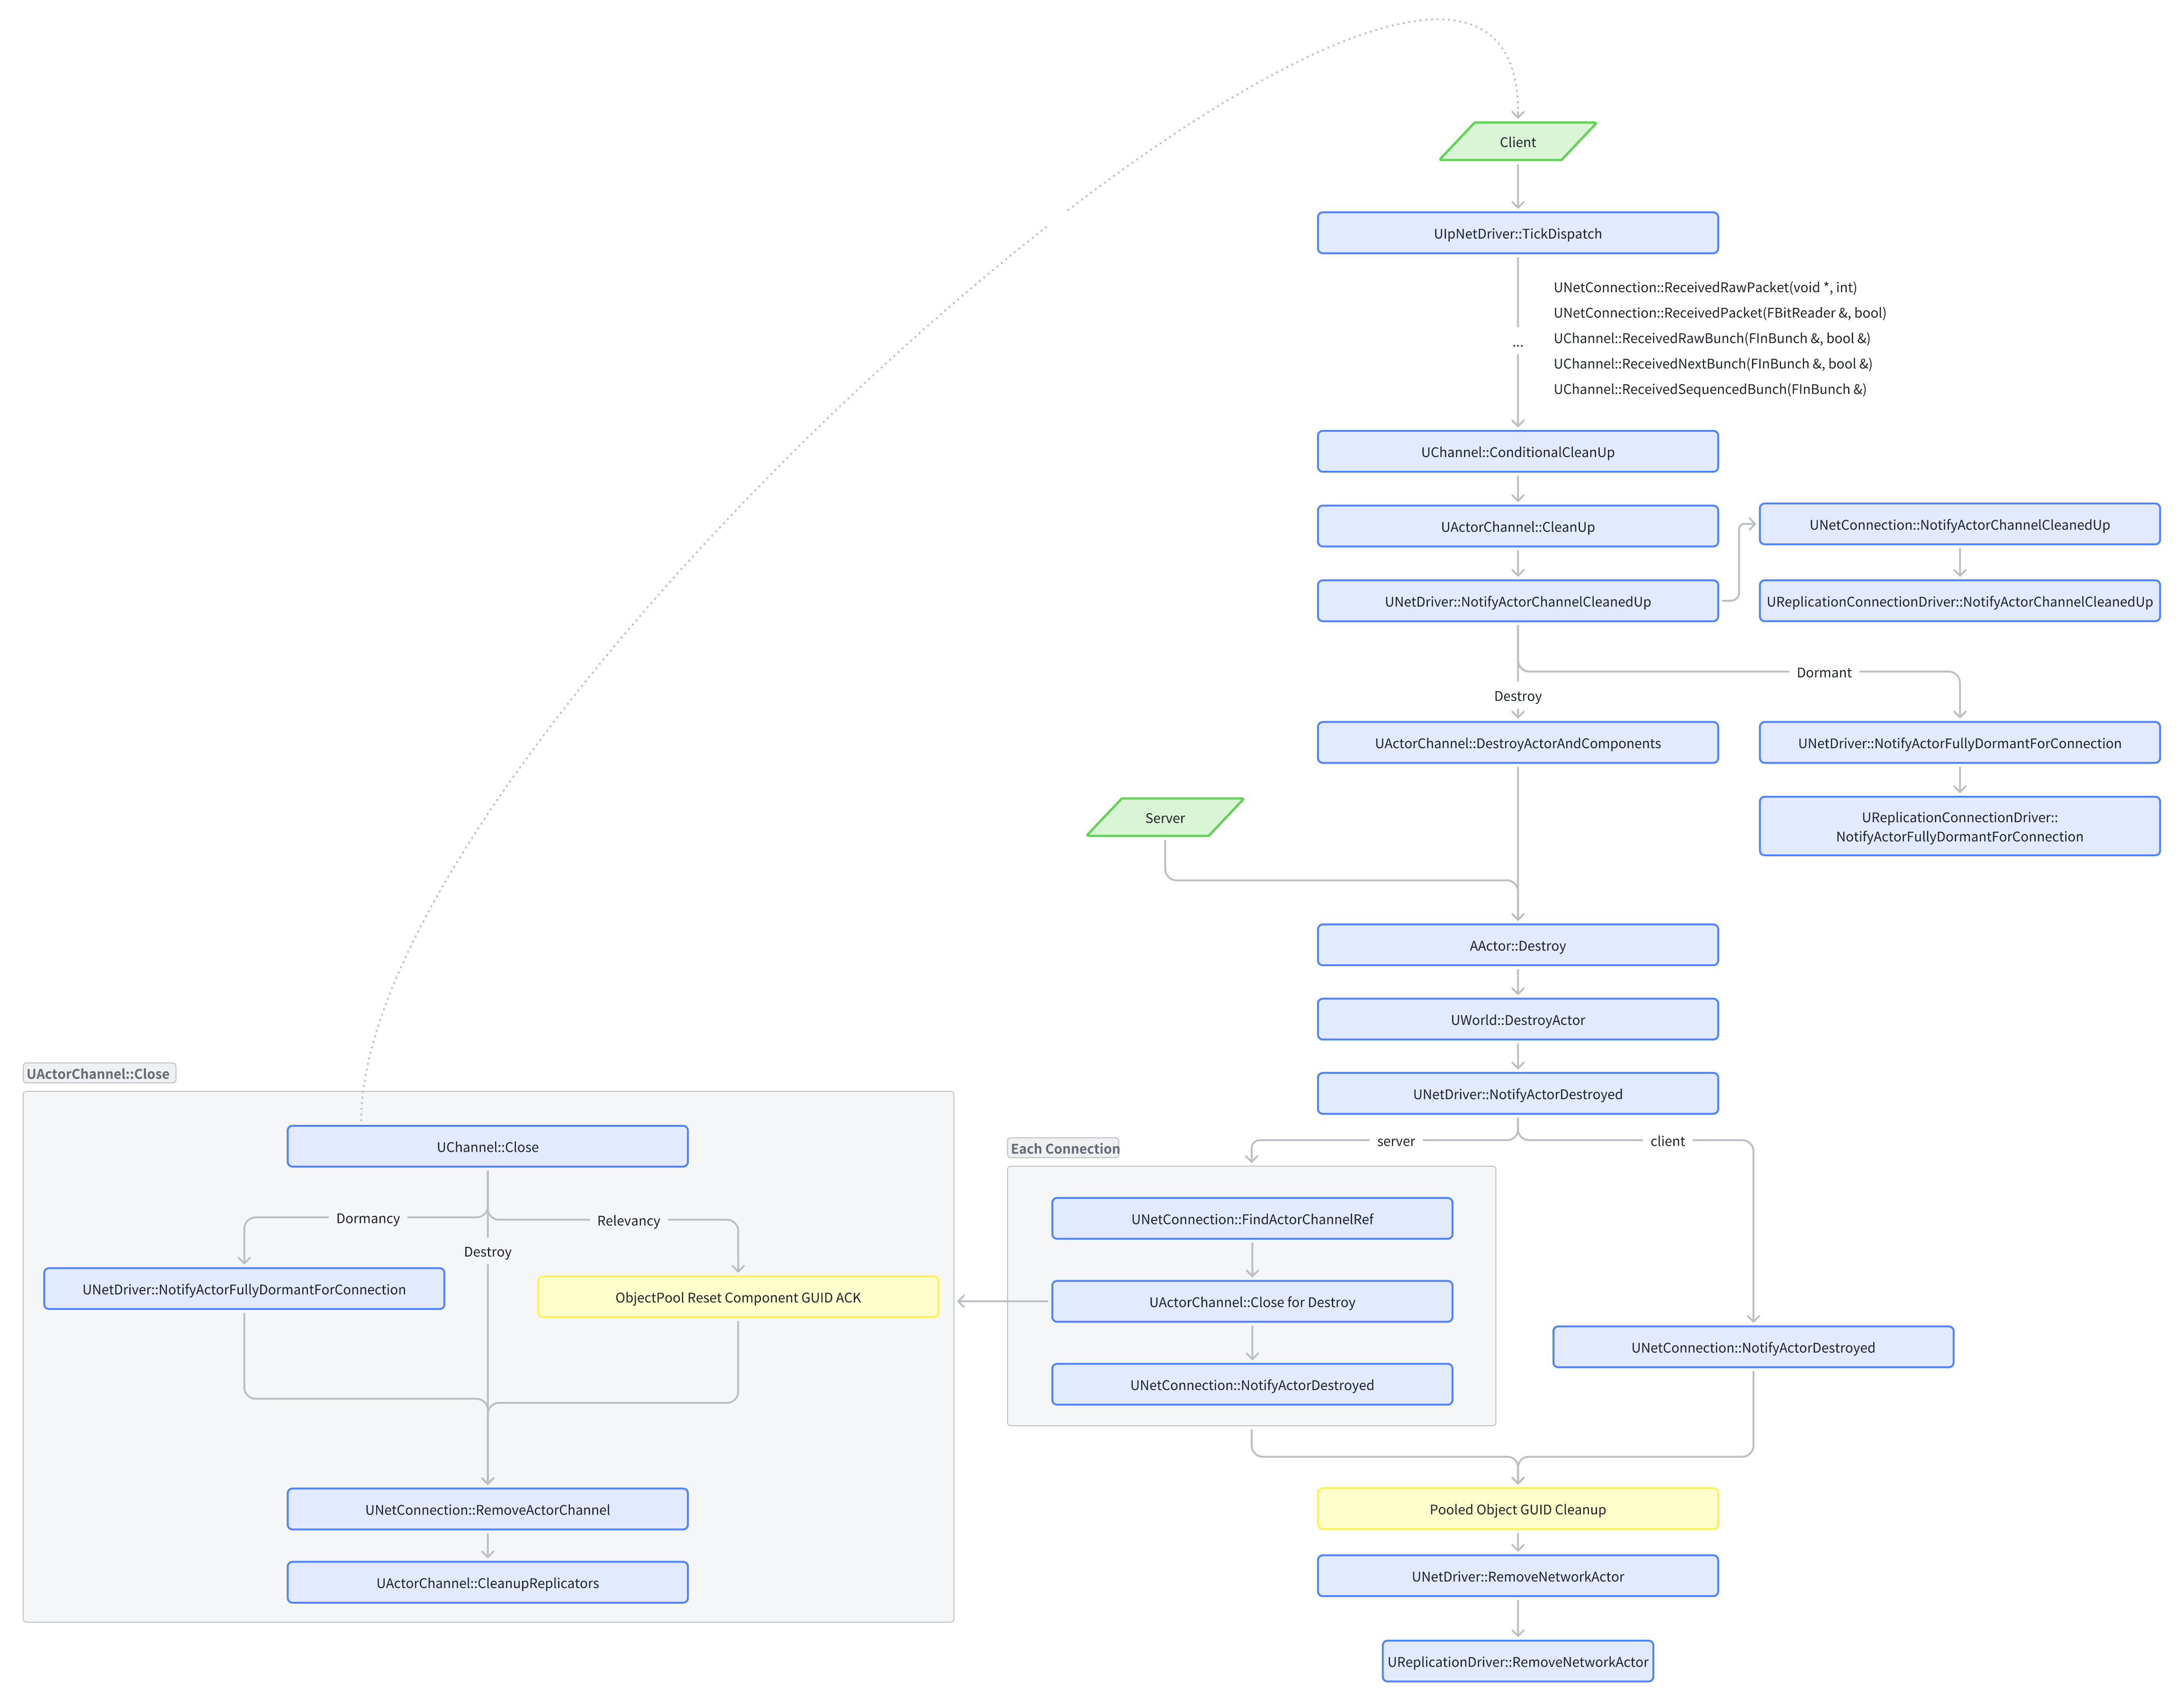 Client
UIpNetDriver::TickDispatch
UNetConnection::ReceivedRawPacket(void *, int)
UNetConnection::ReceivedPacket(FBitReader &, bool)
...
UChannel::ReceivedRawBunch(FInBunch &, bool &)
UChannel::ReceivedNextBunch(FInBunch &, bool &)
UChannel::ReceivedSequencedBunch(FInBunch &)
UChannel::ConditionalCleanUp
UActorChannel::CleanUp
UNetConnection::NotifyActorChannelCleanedUp
UNetDriver::NotifyActorChannelCleanedUp
UReplicationConnectionDriver::NotifyActorChannelCleanedUp
Dormant
Destroy
UActorChannel::DestroyActorAndComponents
UNetDriver::NotifyActorFullyDormantForConnection
Server
UReplicationConnectionDriver::
NotifyActorFullyDormantForConnection
AActor::Destroy
UWorld::DestroyActor
UNetDriver::NotifyActorDestroyed
server
client
Each Connection
UNetConnection::FindActorChannelRef
UActorChannel::Close for Destroy
UNetConnection::NotifyActorDestroyed
UNetConnection::NotifyActorDestroyed
UActorChannel::Close
UChannel::Close
Dormancy
Relevancy
Destroy
UNetDriver::NotifyActorFullyDormantForConnection
ObjectPool Reset Component GUID ACK
UNetConnection::RemoveActorChannel
UActorChannel::CleanupReplicators
Pooled Object GUID Cleanup
UNetDriver::RemoveNetworkActor
UReplicationDriver::RemoveNetworkActor